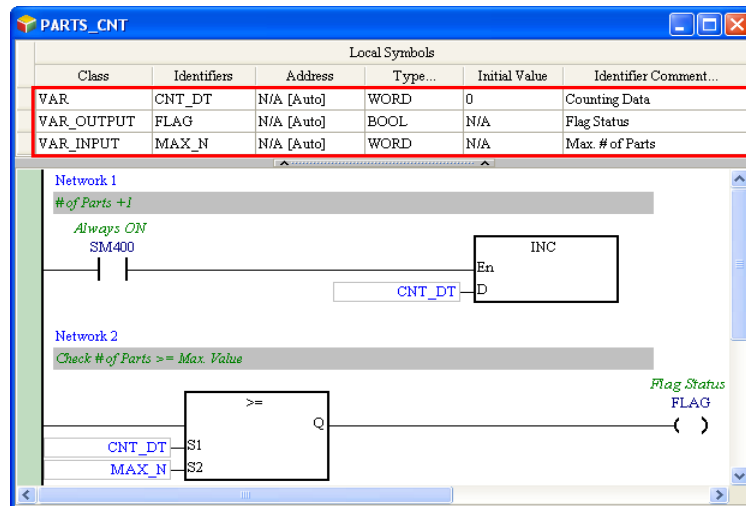 PARTS_CNT
Local Symbols
Class Identifiers Address Type... Initial Value Identifier Comment...
VAR CNT_DT N/A [Auto] WORD 0 Counting Data
VAR_OUTPUT FLAG N/A [Auto] BOOL N/A Flag Status
VAR_INPUT MAX_N N/A [Auto] WORD N/A Max. # of Parts
Network 1
# of Parts +1
Always ON
SM400
INC
En
CNT_DT D
Network 2
Check # of Parts >= Max. Value
Flag Status
>= FLAG
Q
CNT_DT S1
MAX_N S2